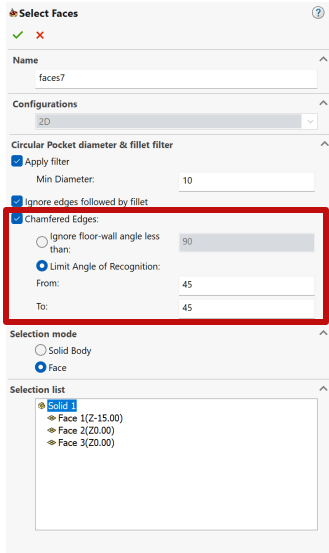 Select Faces
Name
faces7
Configurations
2D
Circular Pocket diameter & fillet filter
Apply filter
Min Diameter:
10
Ignore edges followed by fillet
Chamfered Edges:
Ignore floor-wall angle less
than:
90
Limit Angle of Recognition:
From:
45
To:
45
Selection mode
Solid Body
Face
Selection list
Solid 1
Face 1(Z-15.00)
Face 2(Z0.00)
Face 3(Z0.00)